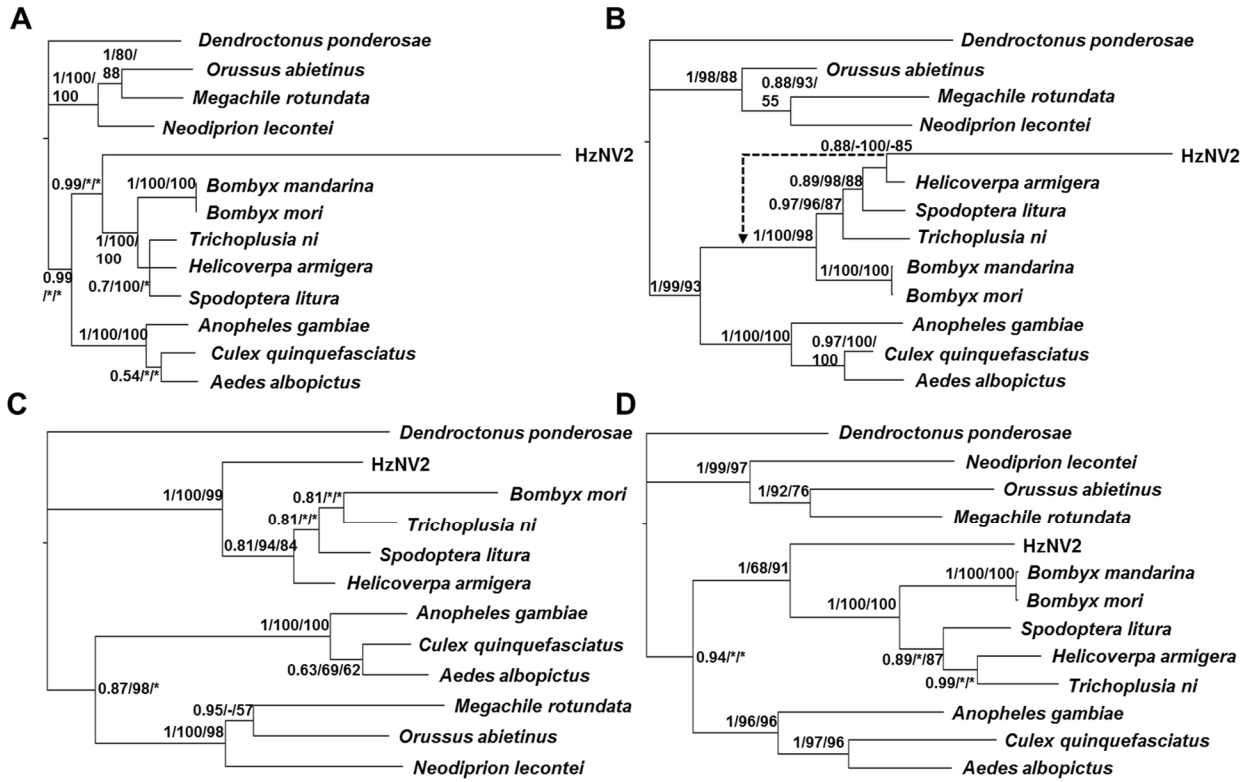 A
Dendroctonus ponderosae
1/80/
88
Orussus abietinus
1/100/
100
Megachile rotundata
Neodiprion lecontei
HzNV2
0.99/*/*
1/100/100
Bombyx mandarina
Bombyx mori
1/100/
100
Trichoplusia ni
Helicoverpa armigera
0.99
/*/*
0.7/100/*
Spodoptera litura
Anopheles gambiae
1/100/100
Culex quinquefasciatus
0.54/*/*
Aedes albopictus
B
Dendroctonus ponderosae
1/98/88
Orussus abietinus
0.88/93/
55
Megachile rotundata
Neodiprion lecontei
0.88/-100/-85
HzNV2
0.89/98/88
Helicoverpa armigera
0.97/96/87
Spodoptera litura
Trichoplusia ni
1/100/98
1/100/100
Bombyx mandarina
Bombyx mori
1/99/93
Anopheles gambiae
1/100/100
0.97/100/
100
Culex quinquefasciatus
Aedes albopictus
C
Dendroctonus ponderosae
HzNV2
1/100/99
0.81/*/*
Bombyx mori
0.81/*/*
Trichoplusia ni
0.81/94/84
Spodoptera litura
Helicoverpa armigera
Anopheles gambiae
1/100/100
Culex quinquefasciatus
0.63/69/62
Aedes albopictus
0.87/98/*
0.95/-/57
Megachile rotundata
1/100/98
Orussus abietinus
Neodiprion lecontei
D
Dendroctonus ponderosae
1/99/97
Neodiprion lecontei
1/92/76
Orussus abietinus
Megachile rotundata
HzNV2
1/68/91
1/100/100
Bombyx mandarina
Bombyx mori
1/100/100
Spodoptera litura
0.89/*/87
Helicoverpa armigera
0.94/*/*
0.99/*/*
Trichoplusia ni
Anopheles gambiae
1/96/96
Culex quinquefasciatus
1/97/96
Aedes albopictus